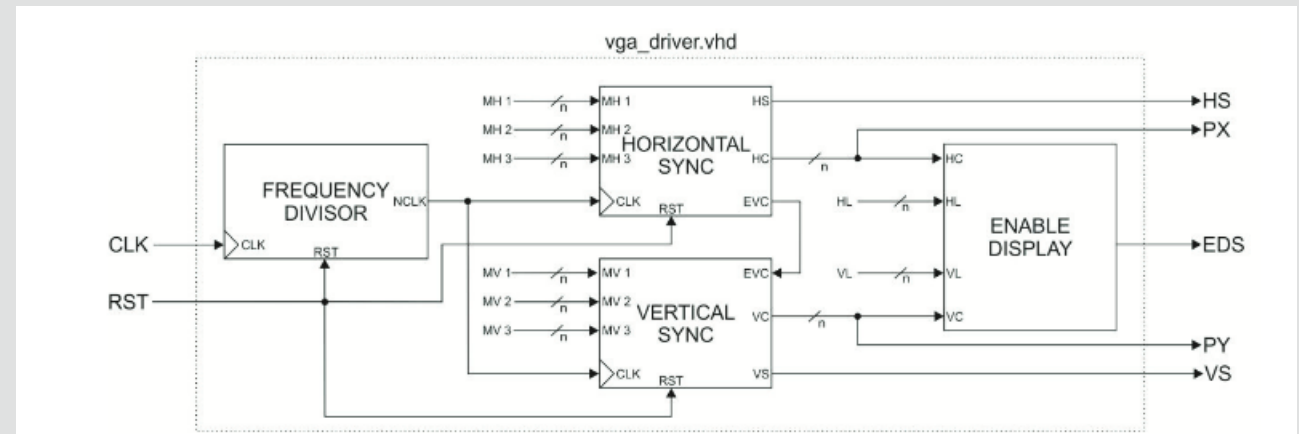 vga_driver.vhd
MH 1 n MH 1 HS HS
MH 2 n MH 2 PX
HORIZONTAL
MH 3 n MH 3 SYNC HC n HC
FREQUENCY NCLK CLK EVC HL n HL
DIVISOR RST ENABLE
CLK CLK DISPLAY EDS
RST
MV 1 n MV 1 EVC VL n VL
RST MV 2 n MV 2 VERTICAL VC n VC
MV 3 n MV 3 SYNC PY
CLK VS VS
RST